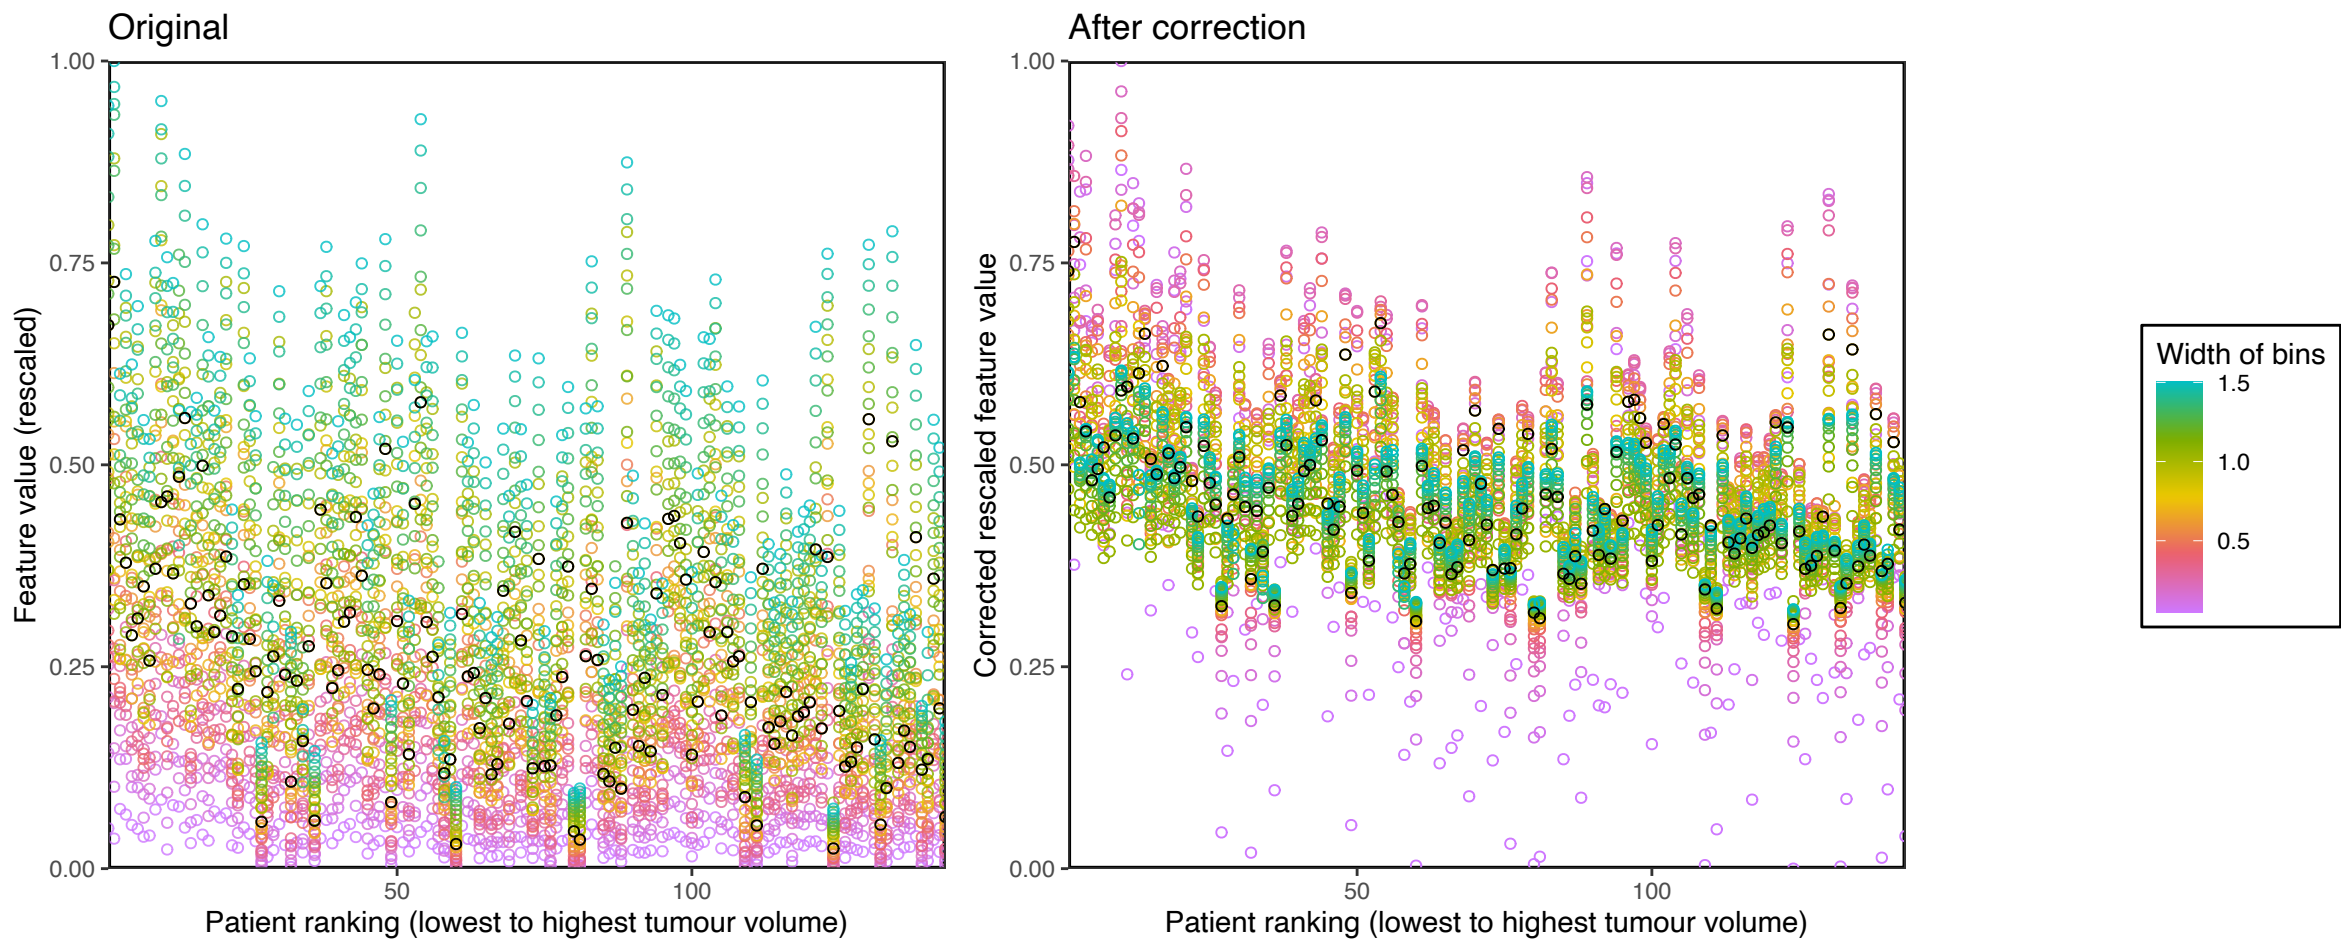 Original
After correction
1.00
0.75
0.50
0.25
0.00
Feature value (rescaled)
50
100
Patient ranking (lowest to highest tumour volume)
1.00
0.75
0.50
0.25
0.00
Corrected rescaled feature value
50
100
Patient ranking (lowest to highest tumour volume)
Width of bins
1.5
1.0
0.5